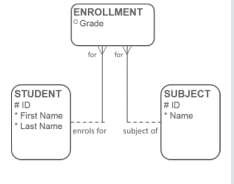 ENROLLMENT
○ Grade
for for
STUDENT
# ID
* First Name
* Last Name
enrols for
subject of
SUBJECT
# ID
* Name